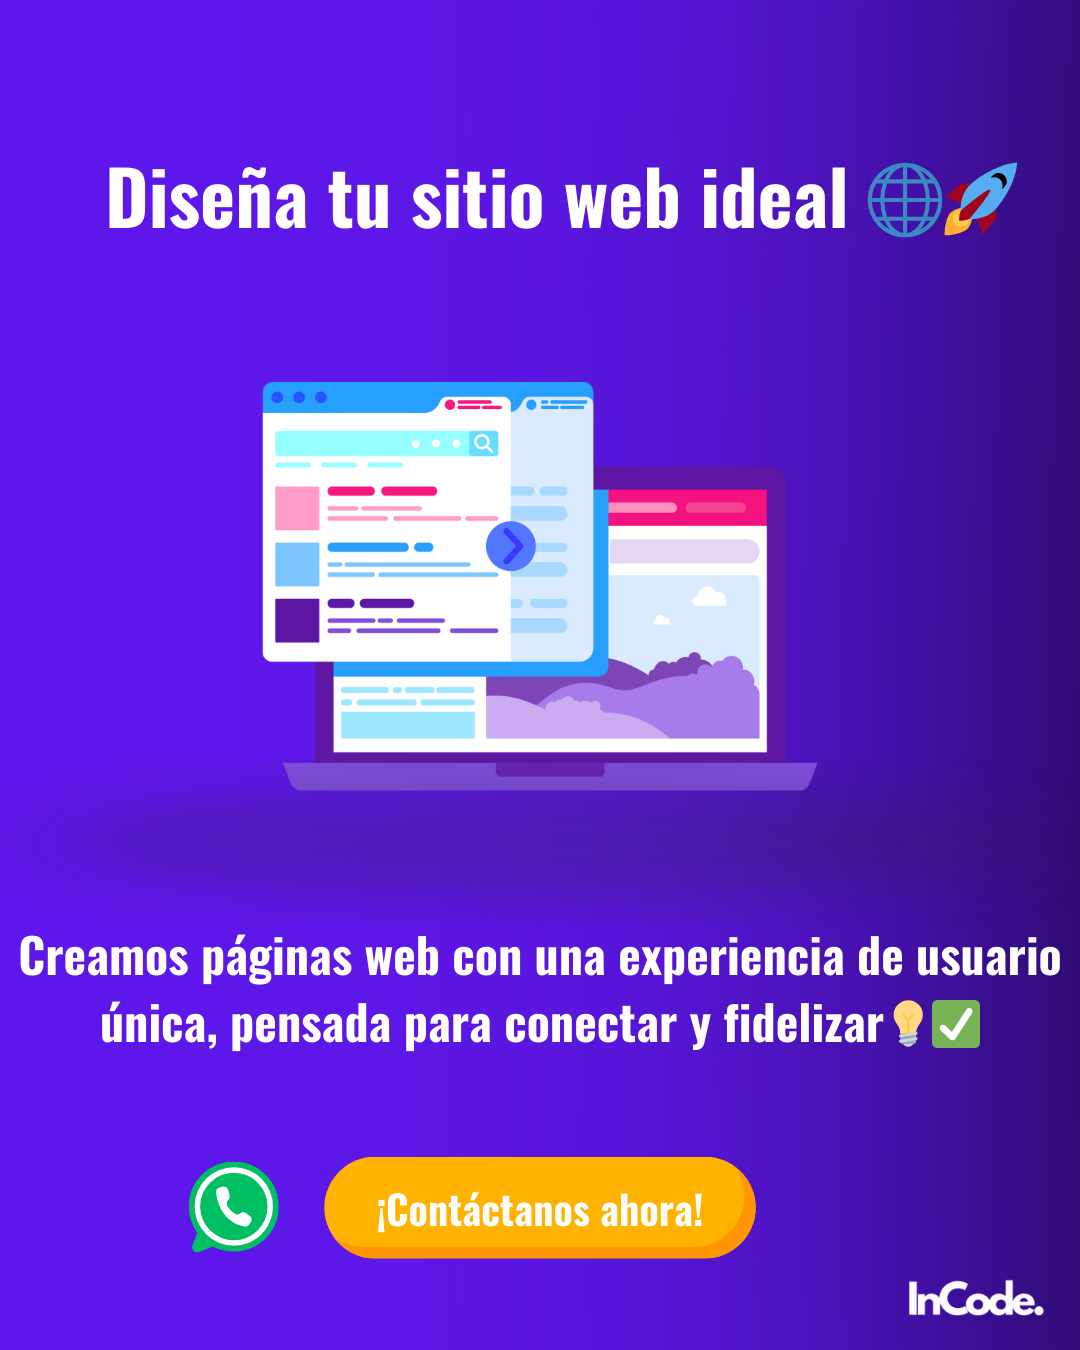 Diseña tu sitio web ideal 🌐🚀
Creamos páginas web con una experiencia de usuario
única, pensada para conectar y fidelizar💡✅
¡Contáctanos ahora!
InCode.